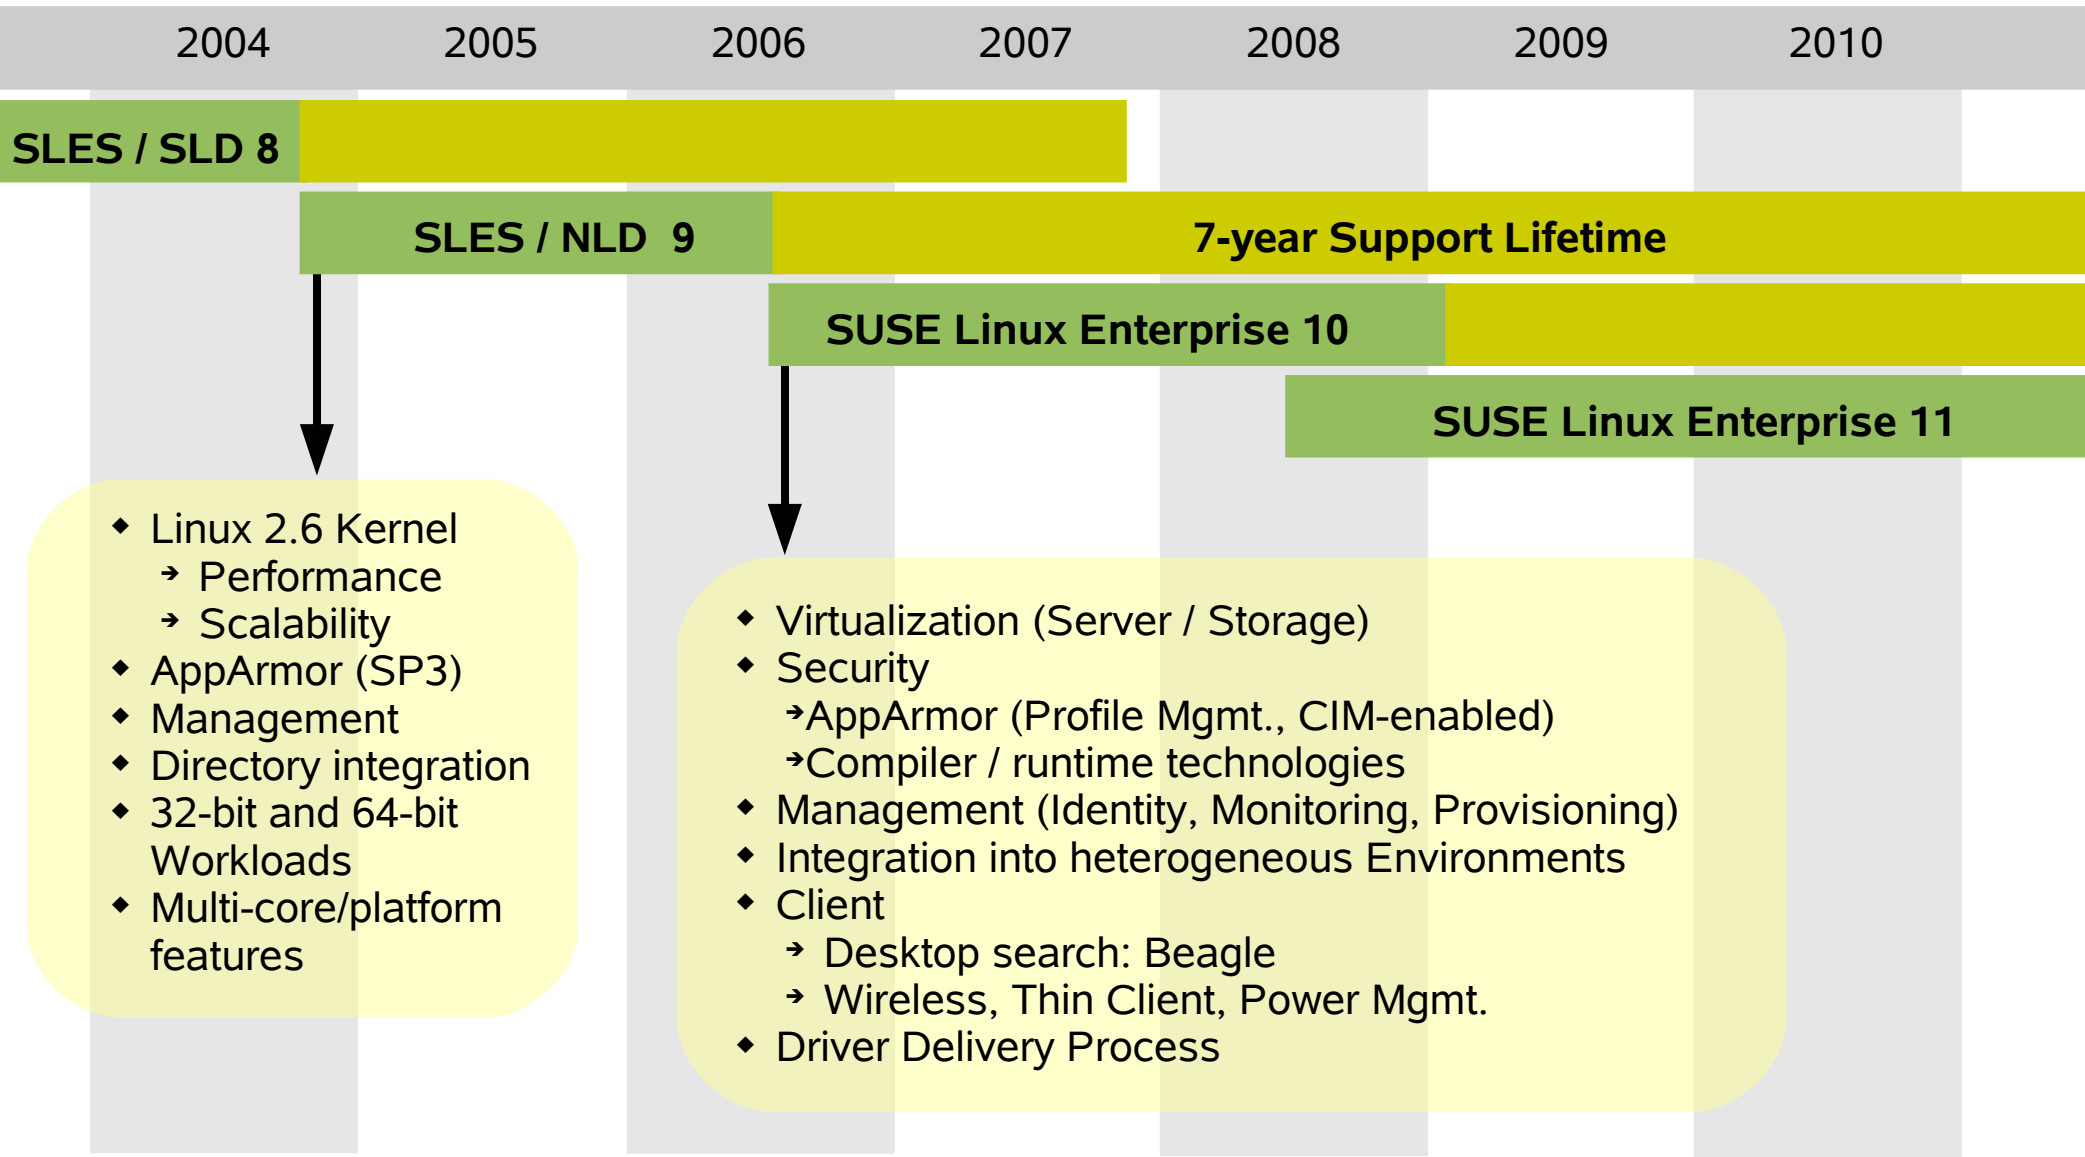 2004 2005 2006 2007 2008 2009 2010
SLES / SLD 8
SLES / NLD 9 7-year Support Lifetime
SUSE Linux Enterprise 10
SUSE Linux Enterprise 11
◆ Linux 2.6 Kernel
➔ Performance
➔ Scalability
◆ AppArmor (SP3)
◆ Management
◆ Directory integration
◆ 32-bit and 64-bit
Workloads
◆ Multi-core/platform
features
◆ Virtualization (Server / Storage)
◆ Security
➔AppArmor (Profile Mgmt., CIM-enabled)
➔Compiler / runtime technologies
◆ Management (Identity, Monitoring, Provisioning)
◆ Integration into heterogeneous Environments
◆ Client
➔ Desktop search: Beagle
➔ Wireless, Thin Client, Power Mgmt.
◆ Driver Delivery Process